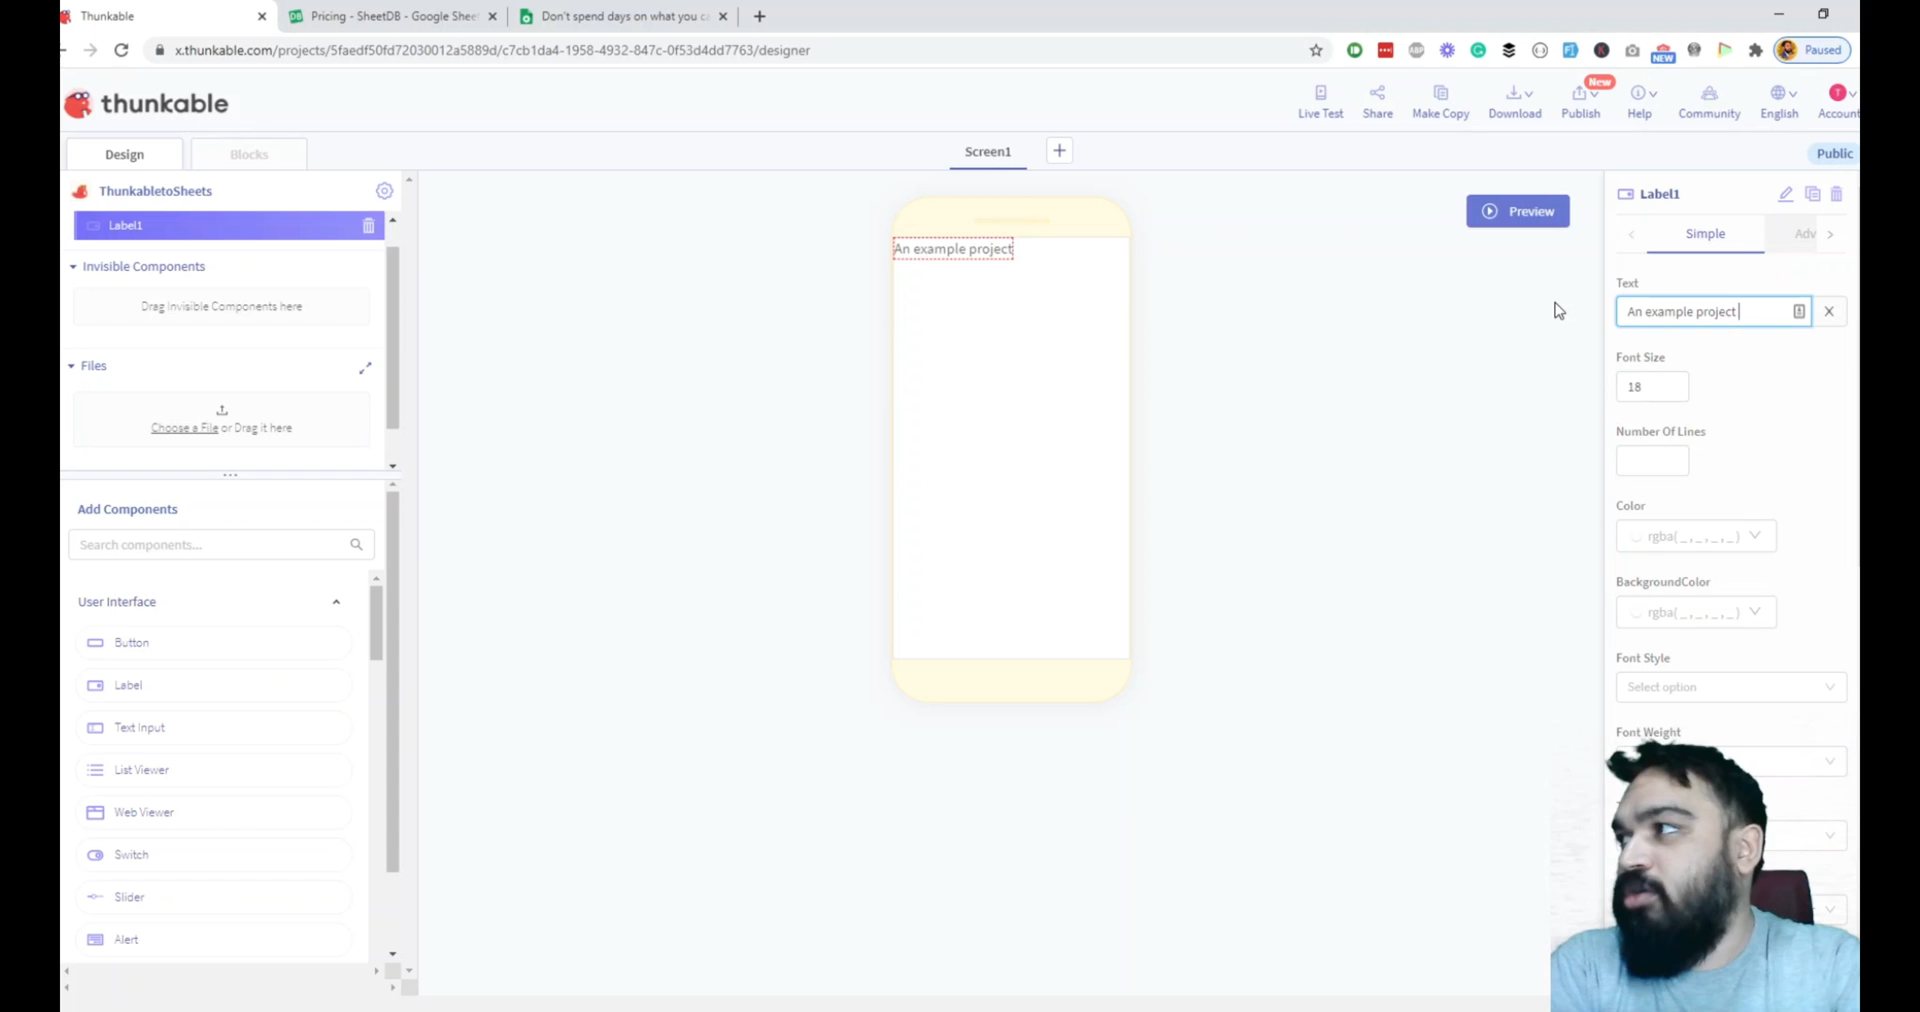 Thunkable
Pricing - SheetDB - Google Shee
Don't spend days on what you c
x.thunkable.com/projects/5faedf50fd72030012a5889d/c7cb1da4-1958-4932-847c-0f53d4dd7763/designer
ABP
NEW
Paused
thunkable
New
Live Test
Share
Make Copy
Download
Publish
Help
Community
English
T
Account
Design
Blocks
Screen1
Public
ThunkabletoSheets
Label1
Invisible Components
Drag Invisible Components here
Files
Choose a File or Drag it here
Add Components
Search components...
User Interface
Button
Label
Text Input
List Viewer
Web Viewer
Switch
Slider
Alert
An example project
Preview
Label1
Simple
Adv
Text
An example project
Font Size
18
Number Of Lines
Color
rgba( _ , _ , _ , _ )
BackgroundColor
rgba( _ , _ , _ , _ )
Font Style
Select option
Font Weight